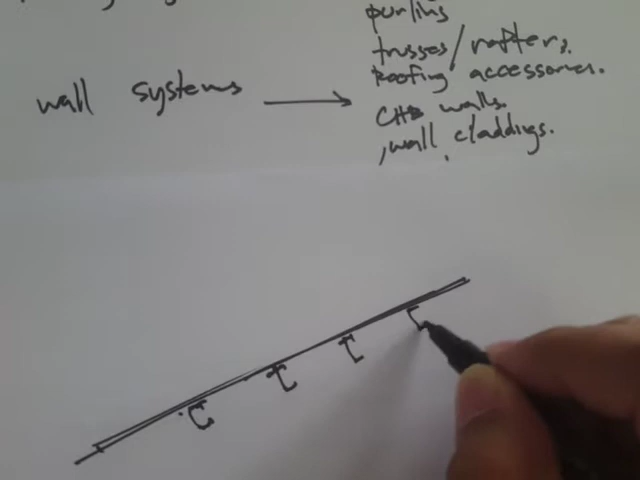 purlins
trusses/rafters.
Roofing accessories.
wall systems
CHB walls.
, wall claddings.